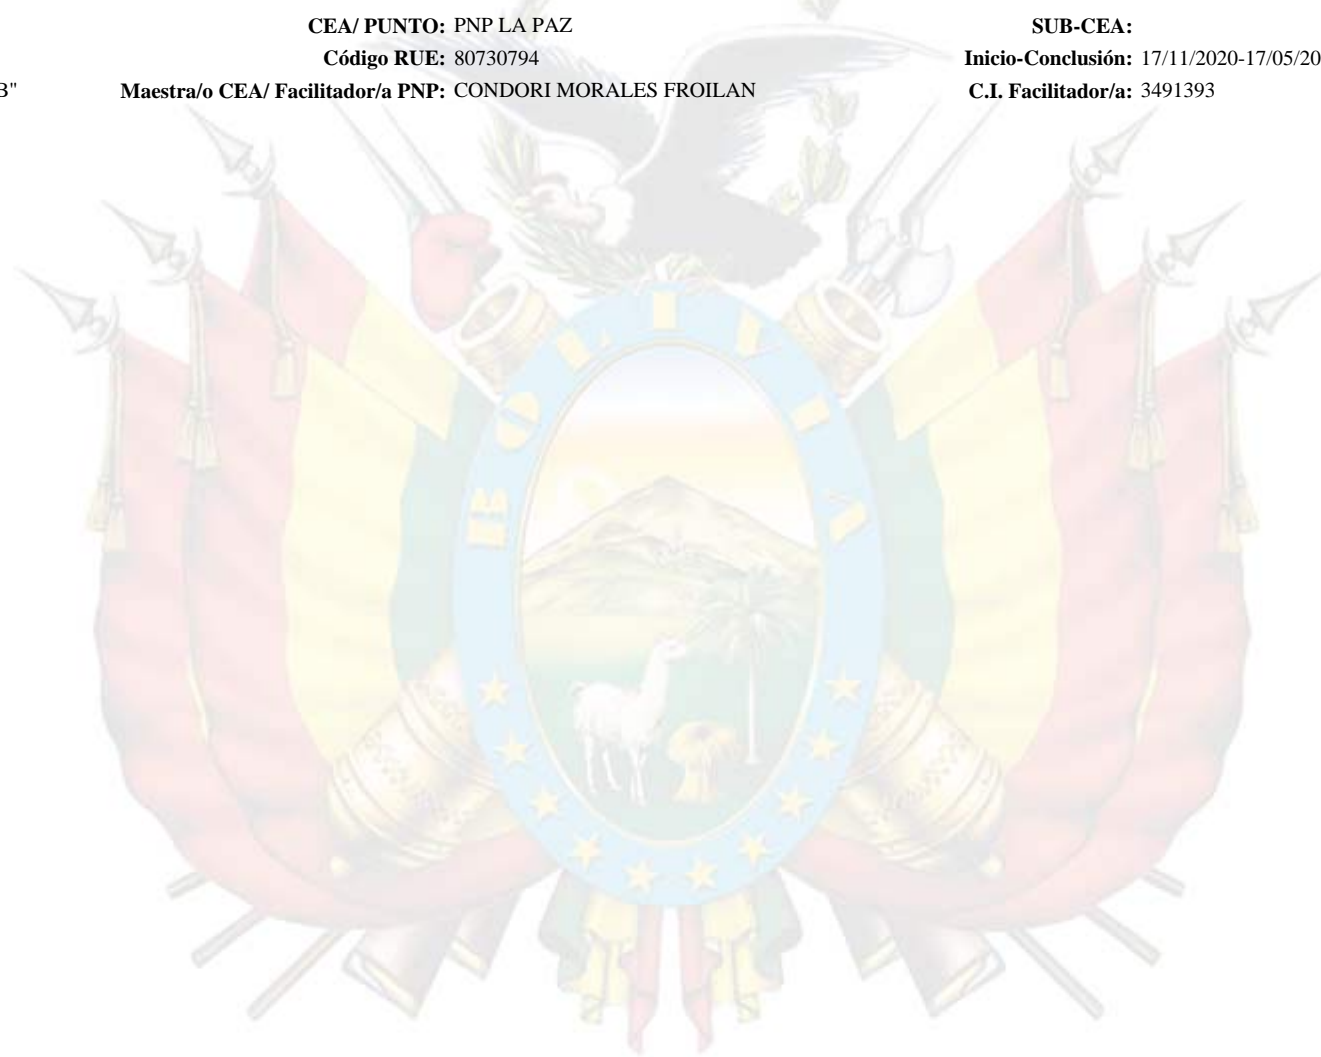 CEA/ PUNTO: PNP LA PAZ SUB-CEA:
Código RUE: 80730794 Inicio-Conclusión: 17/11/2020-17/05/20
B" Maestra/o CEA/ Facilitador/a PNP: CONDORI MORALES FROILAN C.I. Facilitador/a: 3491393
BOLIVIA